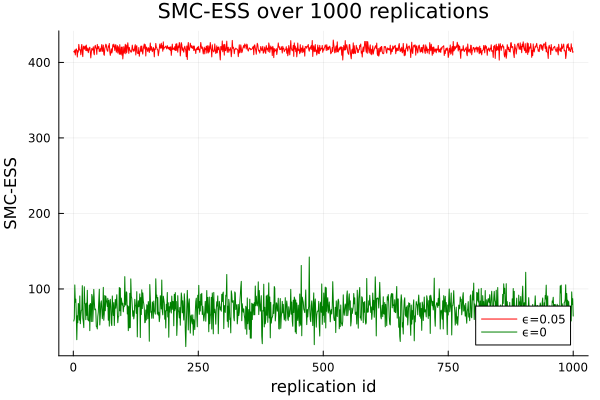 SMC-ESS over 1000 replications
SMC-ESS
400
300
200
100
ϵ=0.05
ϵ=0
0
250
500
750
1000
replication id